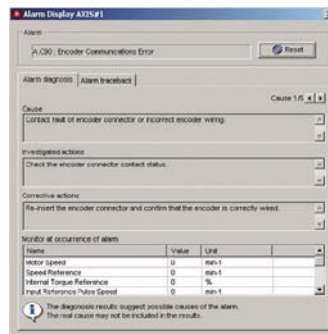 Alarm Display AXIS#1
Alarm
A.C90 : Encoder Communications Error
Reset
Alarm diagnosis
Alarm traceback
Cause 1/5
Cause
Contact fault of encoder connector or incorrect encoder wiring.
Investigated actions
Check the encoder connector contact status.
Corrective actions
Re-insert the encoder connector and confirm that the encoder is correctly wired.
Monitor at occurrence of alarm
Name Value Unit
Motor Speed 0 min-1
Speed Reference 0 min-1
Internal Torque Reference 0 %
Input Reference Pulse Speed 0 min-1
The diagnosis results suggest possible causes of the alarm.
The real cause may not be included in the results.